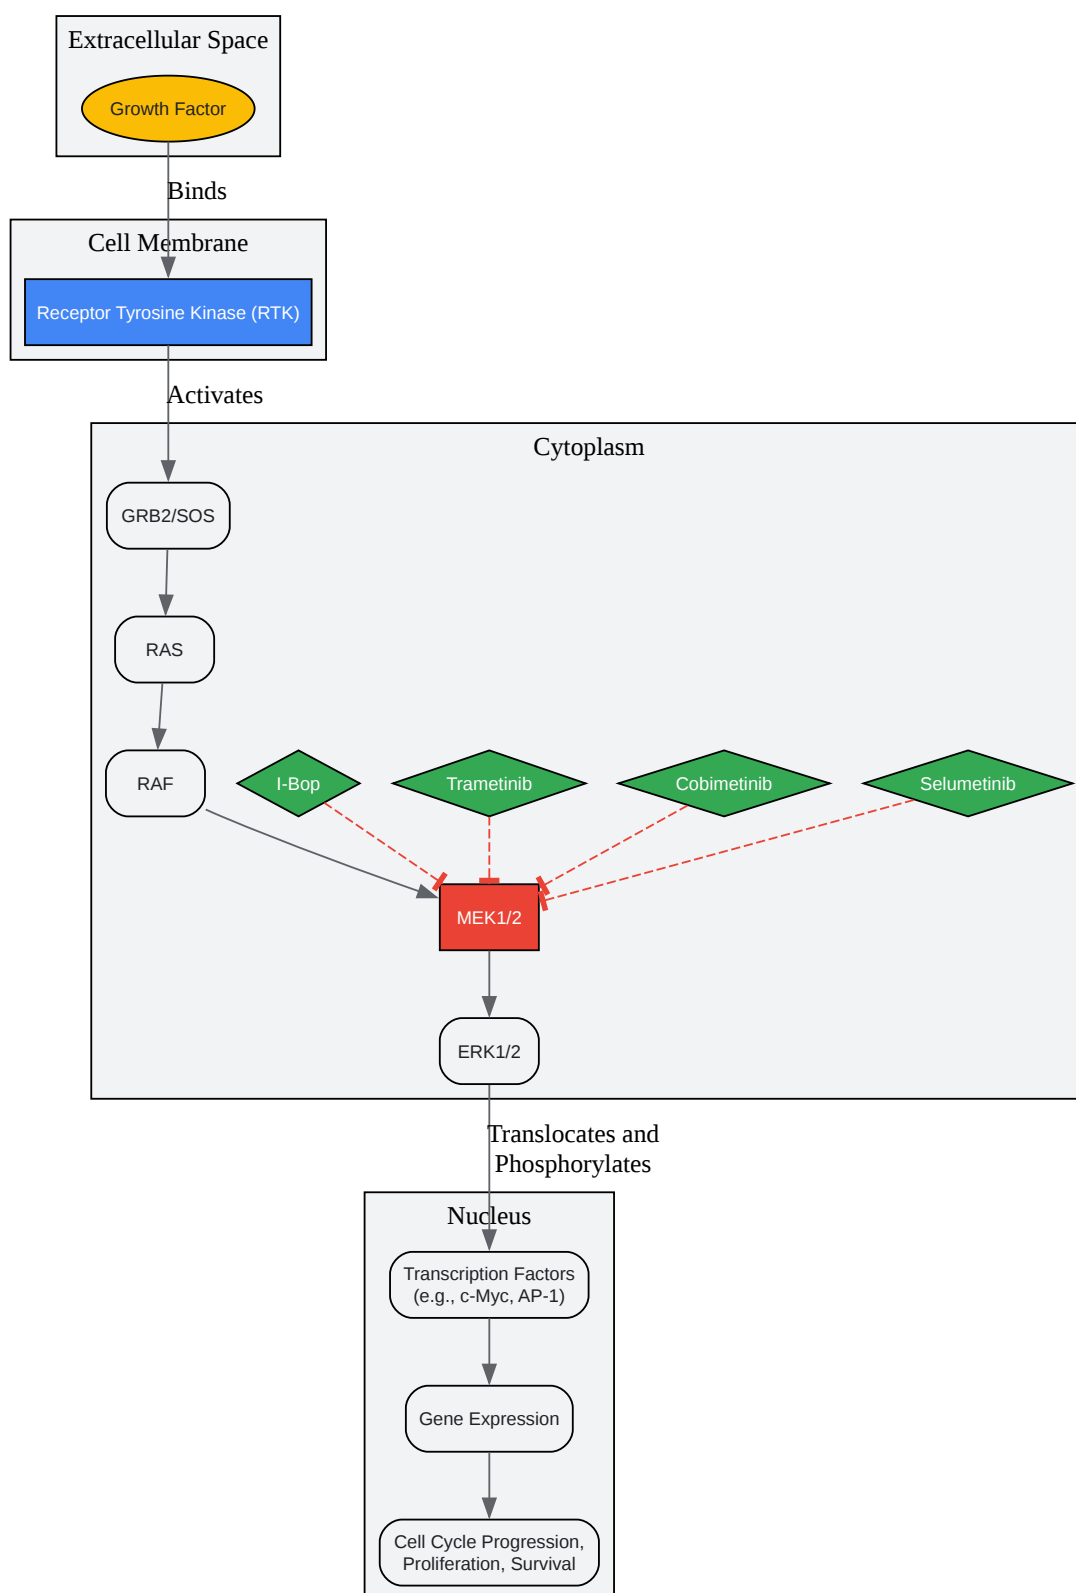 Extracellular Space
Growth Factor
Binds
Cell Membrane
Receptor Tyrosine Kinase (RTK)
Activates
Cytoplasm
GRB2/SOS
RAS
RAF
I-Bop
Trametinib
Cobimetinib
Selumetinib
MEK1/2
ERK1/2
Translocates and
Phosphorylates
Nucleus
Transcription Factors
(e.g., c-Myc, AP-1)
Gene Expression
Cell Cycle Progression,
Proliferation, Survival